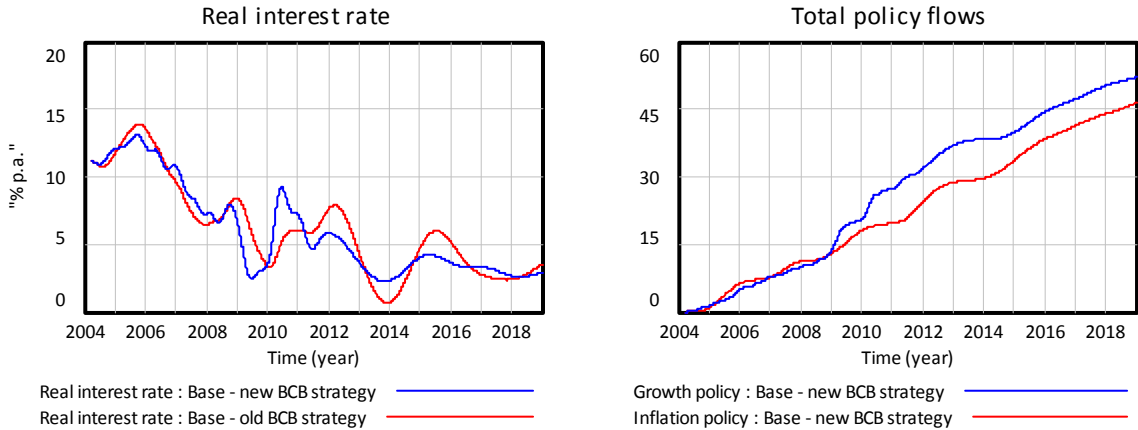 Real interest rate
20
15
10
5
0
"% p.a."
2004 2006 2008 2010 2012 2014 2016 2018
Time (year)
Real interest rate : Base - new BCB strategy
Real interest rate : Base - old BCB strategy
Total policy flows
60
45
30
15
0
2004 2006 2008 2010 2012 2014 2016 2018
Time (year)
Growth policy : Base - new BCB strategy
Inflation policy : Base - new BCB strategy